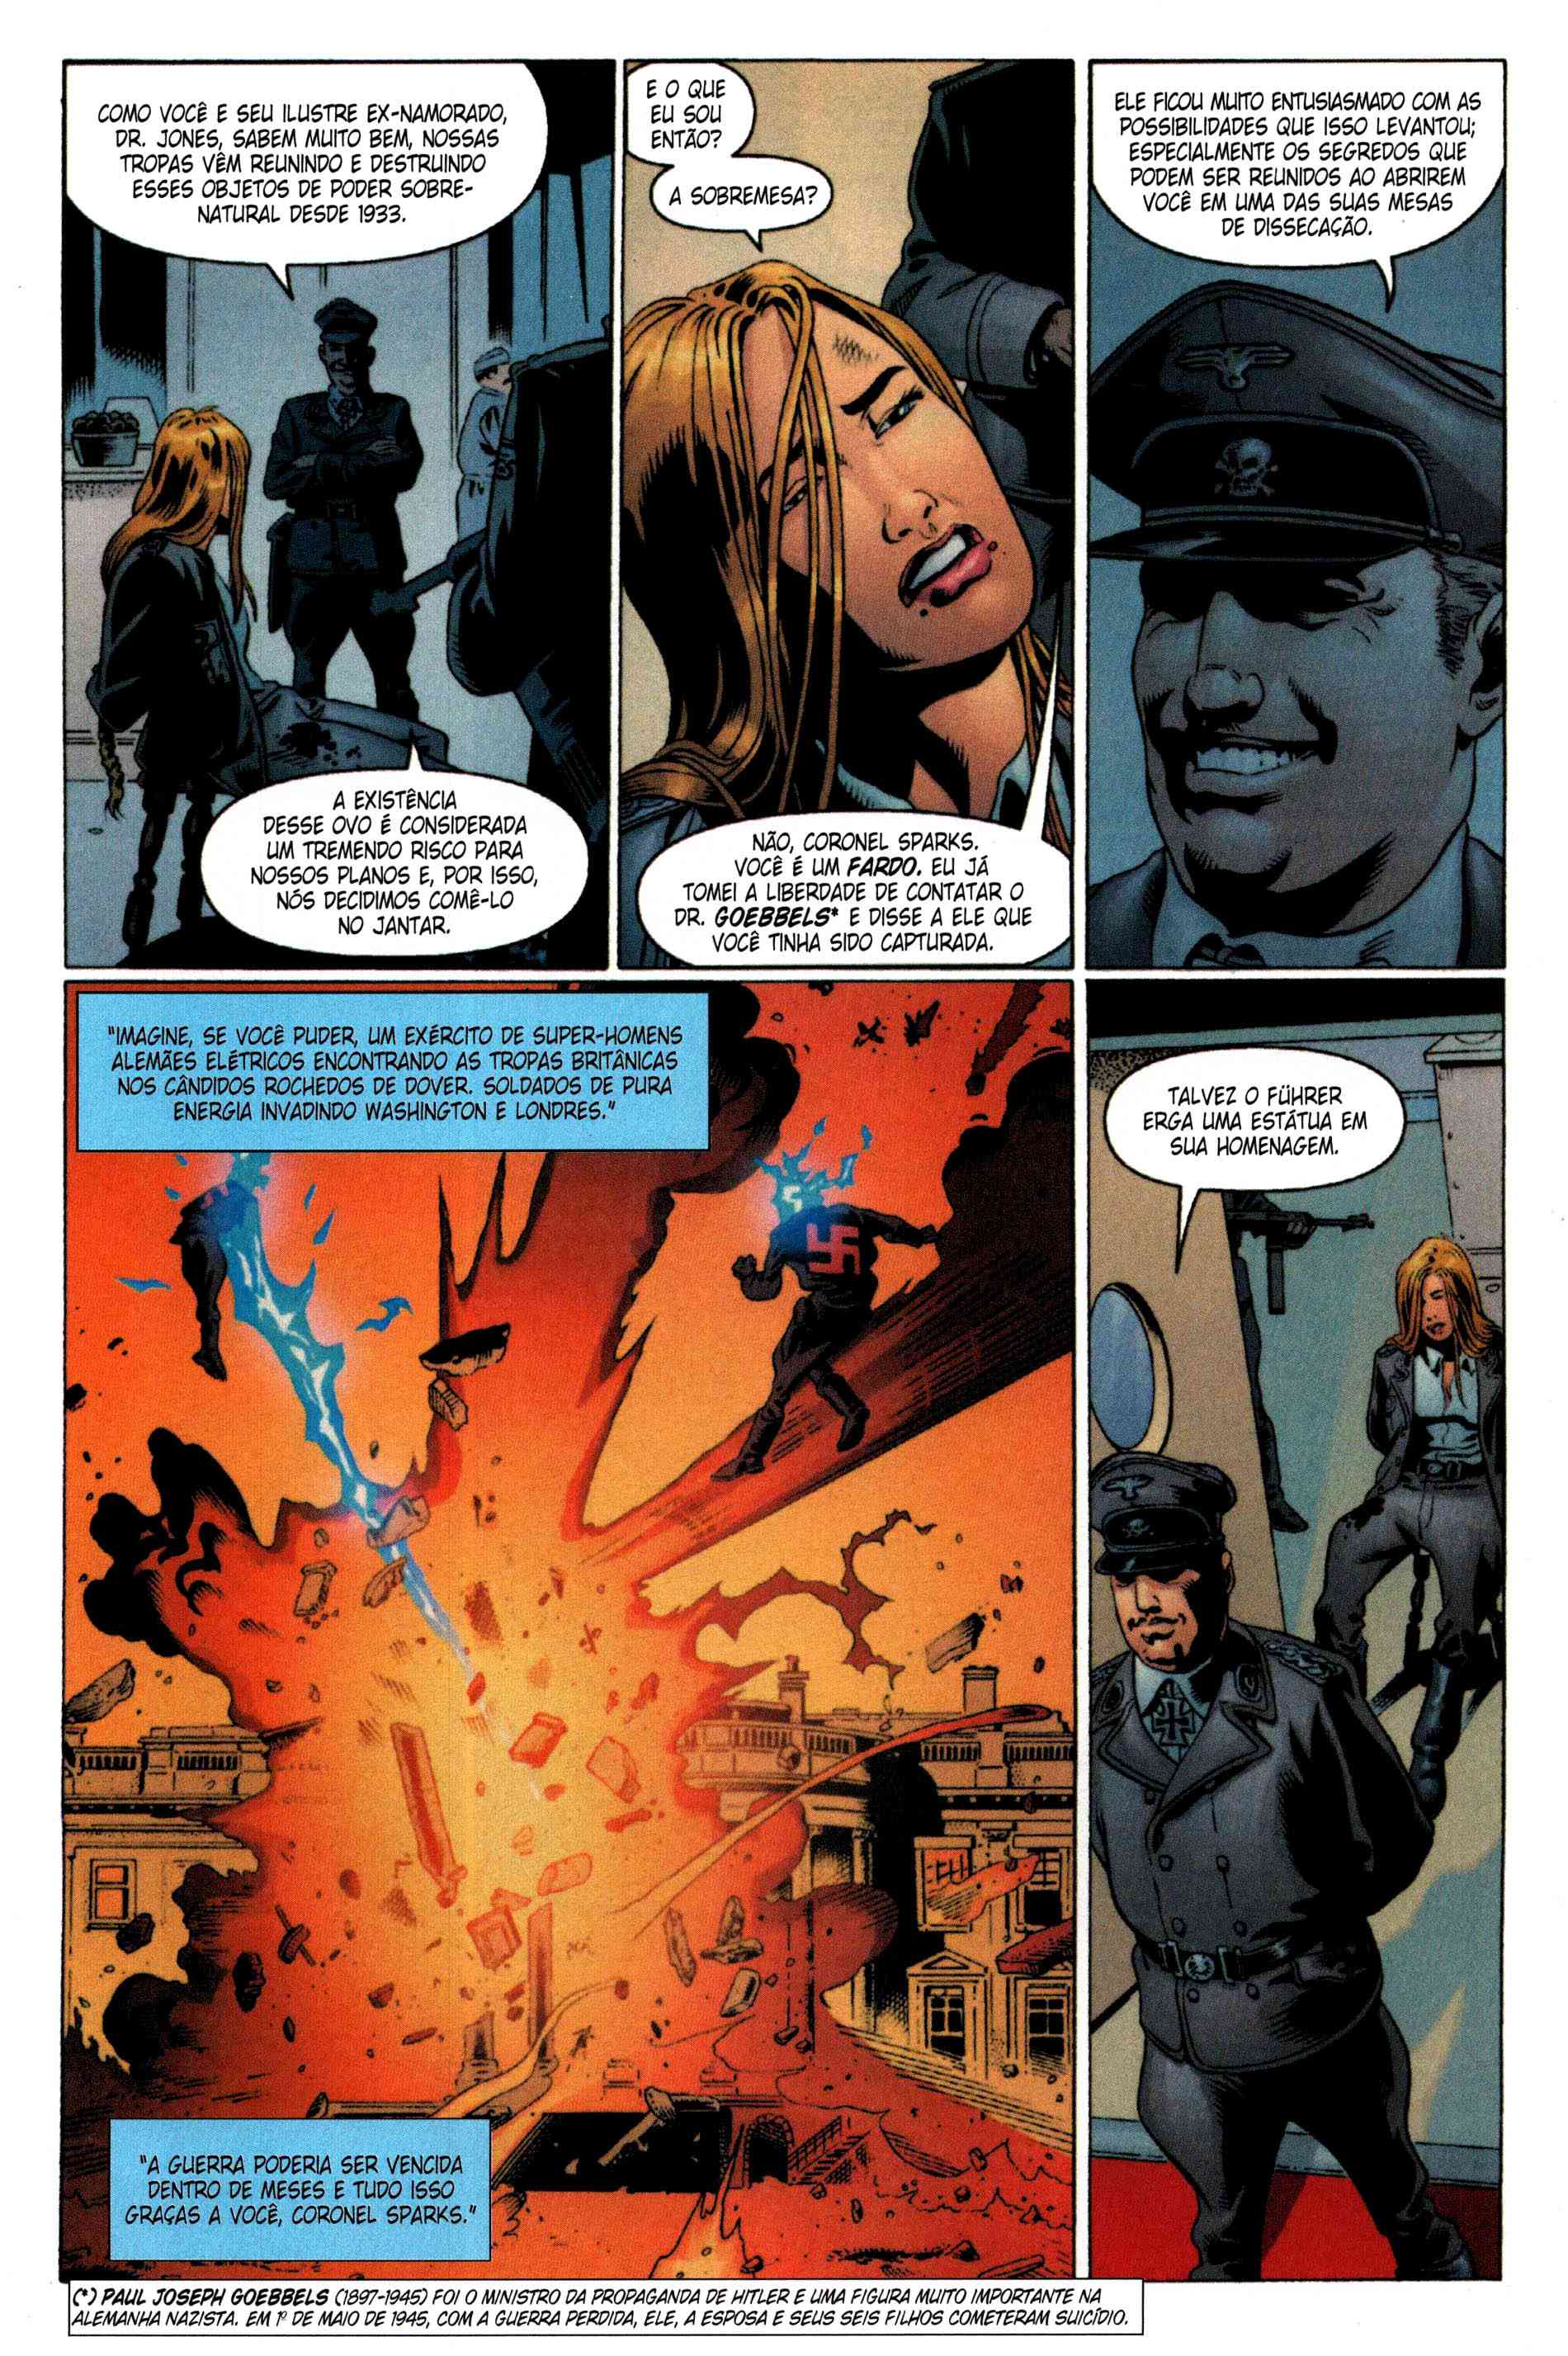 COMO VOCÊ E SEU ILUSTRE EX-NAMORADO,
DR. JONES, SABEM MUITO BEM, NOSSAS
TROPAS VÊM REUNINDO E DESTRUINDO
ESSES OBJETOS DE PODER SOBRE-
NATURAL DESDE 1933.
A EXISTÊNCIA
DESSE OVO É CONSIDERADA
UM TREMENDO RISCO PARA
NOSSOS PLANOS E, POR ISSO,
NÓS DECIDIMOS COMÊ-LO
NO JANTAR.
E O QUE
EU SOU
ENTÃO?
A SOBREMESA?
NÃO, CORONEL SPARKS.
VOCÊ É UM FARDO. EU JÁ
TOMEI A LIBERDADE DE CONTATAR O
DR. GOEBBELS* E DISSE A ELE QUE
VOCÊ TINHA SIDO CAPTURADA.
ELE FICOU MUITO ENTUSIASMADO COM AS
POSSIBILIDADES QUE ISSO LEVANTOU;
ESPECIALMENTE OS SEGREDOS QUE
PODEM SER REUNIDOS AO ABRIREM
VOCÊ EM UMA DAS SUAS MESAS
DE DISSECAÇÃO.
"IMAGINE, SE VOCÊ PUDER, UM EXÉRCITO DE SUPER-HOMENS
ALEMÃES ELÉTRICOS ENCONTRANDO AS TROPAS BRITÂNICAS
NOS CÂNDIDOS ROCHEDOS DE DOVER. SOLDADOS DE PURA
ENERGIA INVADINDO WASHINGTON E LONDRES."
"A GUERRA PODERIA SER VENCIDA
DENTRO DE MESES E TUDO ISSO
GRAÇAS A VOCÊ, CORONEL SPARKS."
TALVEZ O FÜHRER
ERGA UMA ESTÁTUA EM
SUA HOMENAGEM.
(*) PAUL JOSEPH GOEBBELS (1897-1945) FOI O MINISTRO DA PROPAGANDA DE HITLER E UMA FIGURA MUITO IMPORTANTE NA
ALEMANHA NAZISTA. EM 1º DE MAIO DE 1945, COM A GUERRA PERDIDA, ELE, A ESPOSA E SEUS SEIS FILHOS COMETERAM SUICÍDIO.